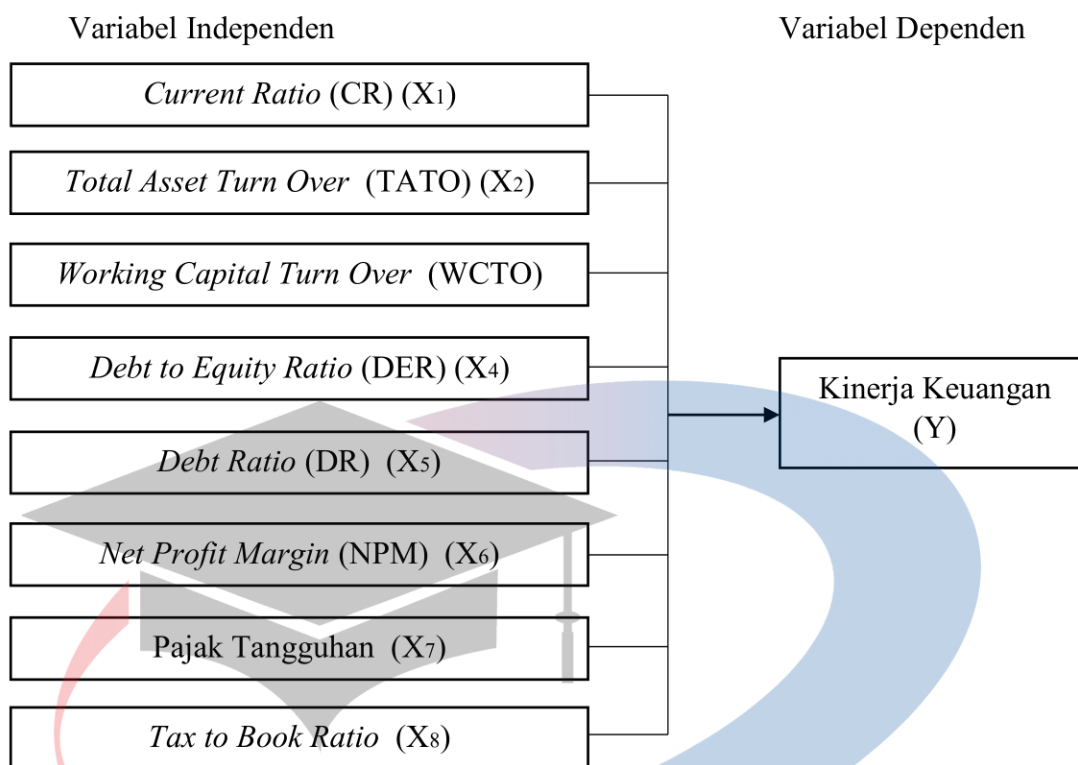 Variabel Independen
Variabel Dependen
Current Ratio (CR) (X1)
Total Asset Turn Over (TATO) (X2)
Working Capital Turn Over (WCTO)
Debt to Equity Ratio (DER) (X4)
Kinerja Keuangan
(Y)
Debt Ratio (DR) (X5)
Net Profit Margin (NPM) (X6)
Pajak Tangguhan (X7)
Tax to Book Ratio (X8)